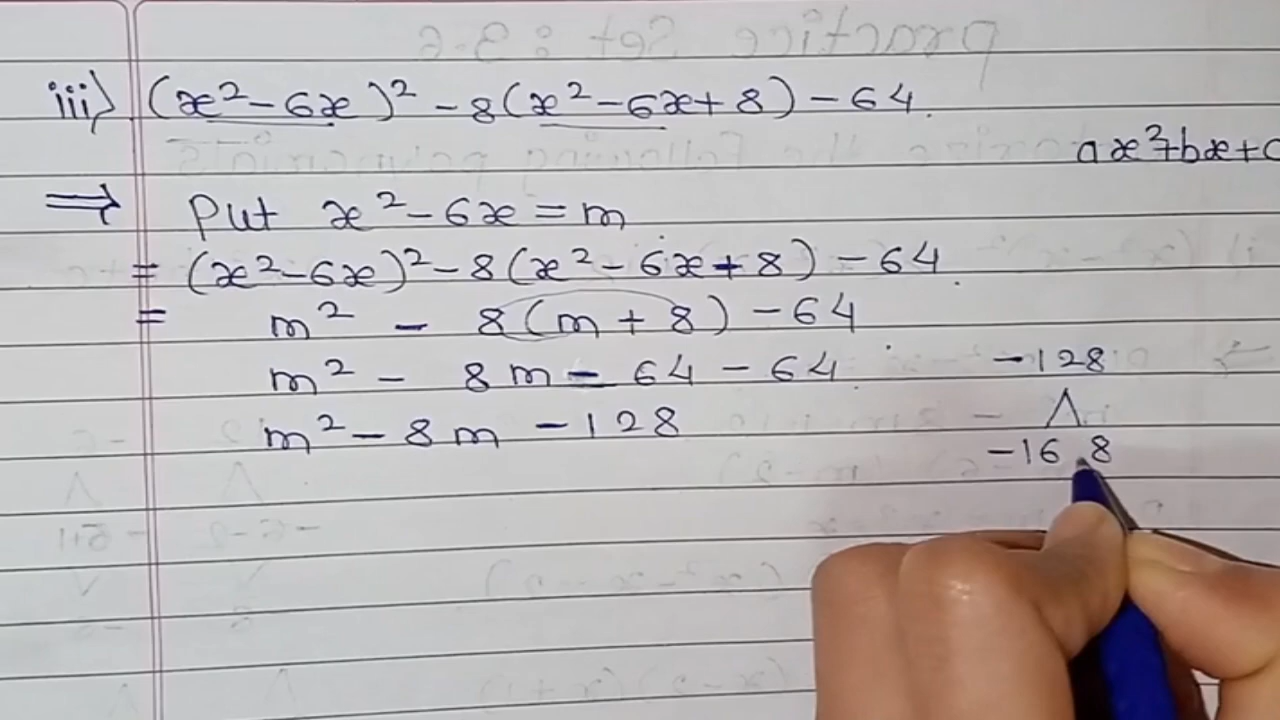 iii) (x² - 6x)² - 8(x² - 6x + 8) - 64.
ax²+bx+c
⇒ Put x² - 6x = m.
= (x² - 6x)² - 8(x² - 6x + 8) - 64.
= m² - 8(m + 8) - 64
m² - 8m - 64 - 64
-128
m² - 8m - 128
-16 8